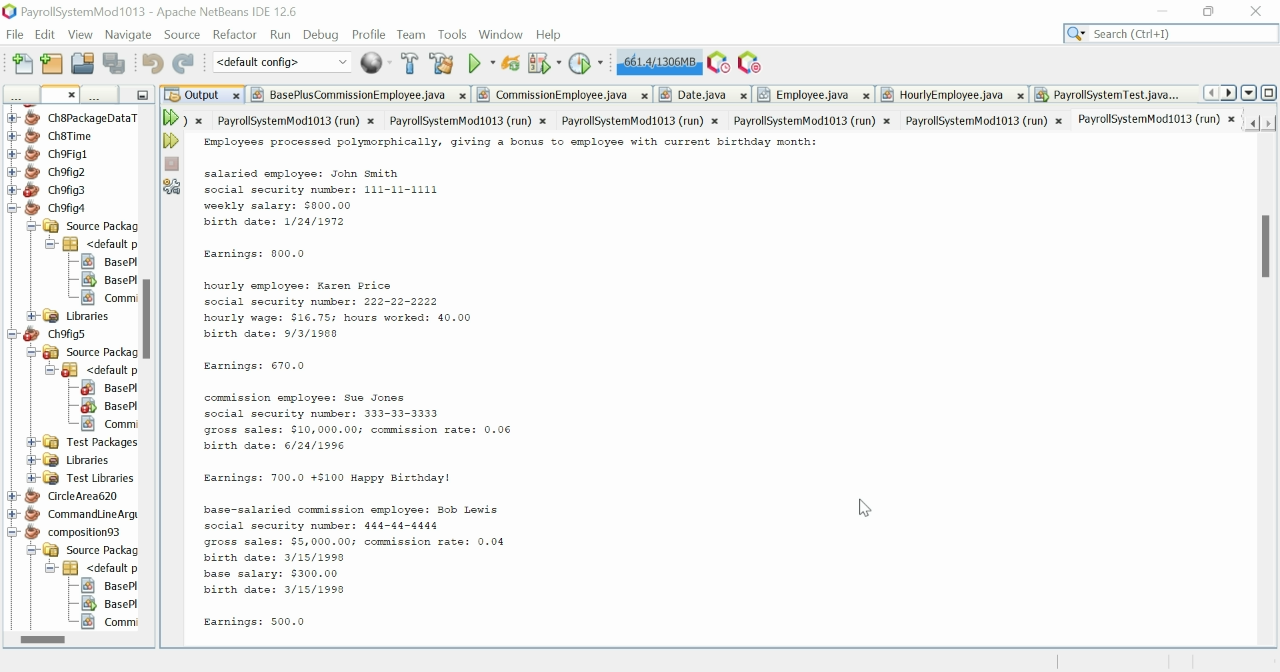 PayrollSystemMod1013 - Apache NetBeans IDE 12.6
File Edit View Navigate Source Refactor Run Debug Profile Team Tools Window Help
Search (Ctrl+I)
<default config>
661.4/1306MB
... ...
Output BasePlusCommissionEmployee.java CommissionEmployee.java Date.java Employee.java HourlyEmployee.java PayrollSystemTest.java...
) PayrollSystemMod1013 (run) PayrollSystemMod1013 (run) PayrollSystemMod1013 (run) PayrollSystemMod1013 (run) PayrollSystemMod1013 (run) PayrollSystemMod1013 (run)
Ch8PackageDataT
Ch8Time
Ch9Fig1
Ch9fig2
Ch9fig3
Ch9fig4
Source Packag
<default p
BasePl
BasePl
Commi
Libraries
Ch9fig5
Source Packag
<default p
BasePl
BasePl
Commi
Test Packages
Libraries
Test Libraries
CircleArea620
CommandLineArgu
composition93
Source Packag
<default p
BasePl
BasePl
Commi
Employees processed polymorphically, giving a bonus to employee with current birthday month:
salaried employee: John Smith
social security number: 111-11-1111
weekly salary: $800.00
birth date: 1/24/1972
Earnings: 800.0
hourly employee: Karen Price
social security number: 222-22-2222
hourly wage: $16.75; hours worked: 40.00
birth date: 9/3/1988
Earnings: 670.0
commission employee: Sue Jones
social security number: 333-33-3333
gross sales: $10,000.00; commission rate: 0.06
birth date: 6/24/1996
Earnings: 700.0 +$100 Happy Birthday!
base-salaried commission employee: Bob Lewis
social security number: 444-44-4444
gross sales: $5,000.00; commission rate: 0.04
birth date: 3/15/1998
base salary: $300.00
birth date: 3/15/1998
Earnings: 500.0